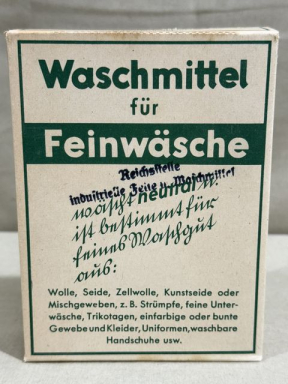 Waschmittel
für
Feinwäsche
Reichsstelle
industrielle Fette u. Waschmittel
wäscht neutral u.
ist bestimmt für
feines Waschgut
aus:
Wolle, Seide, Zellwolle, Kunstseide oder
Mischgeweben, z. B. Strümpfe, feine Unter-
wäsche, Trikotagen, einfarbige oder bunte
Gewebe und Kleider, Uniformen, waschbare
Handschuhe usw.